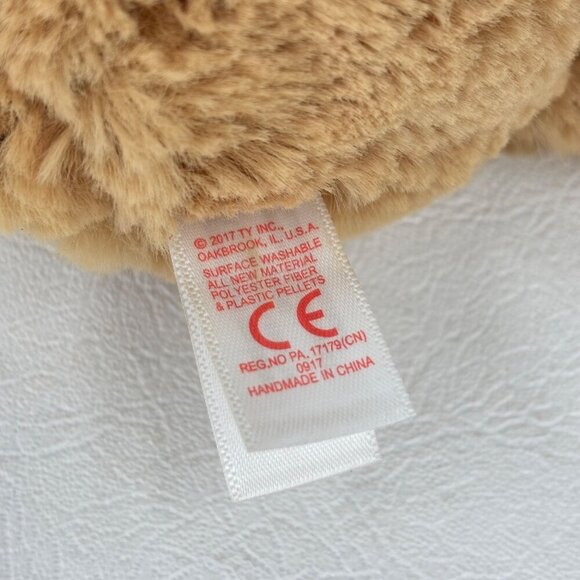 © 2017 TY INC.,
OAKBROOK, IL, U.S.A.
SURFACE WASHABLE
ALL NEW MATERIAL
POLYESTER FIBER
& PLASTIC PELLETS
CE
REG.NO PA. 17179(CN)
0917
HANDMADE IN CHINA